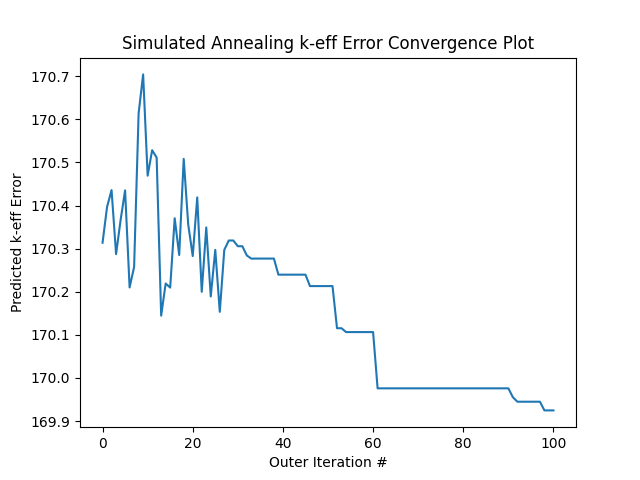 Simulated Annealing k-eff Error Convergence Plot
170.7
170.6
170.5
170.4
170.3
170.2
170.1
170.0
169.9
Predicted k-eff Error
0 20 40 60 80 100
Outer Iteration #